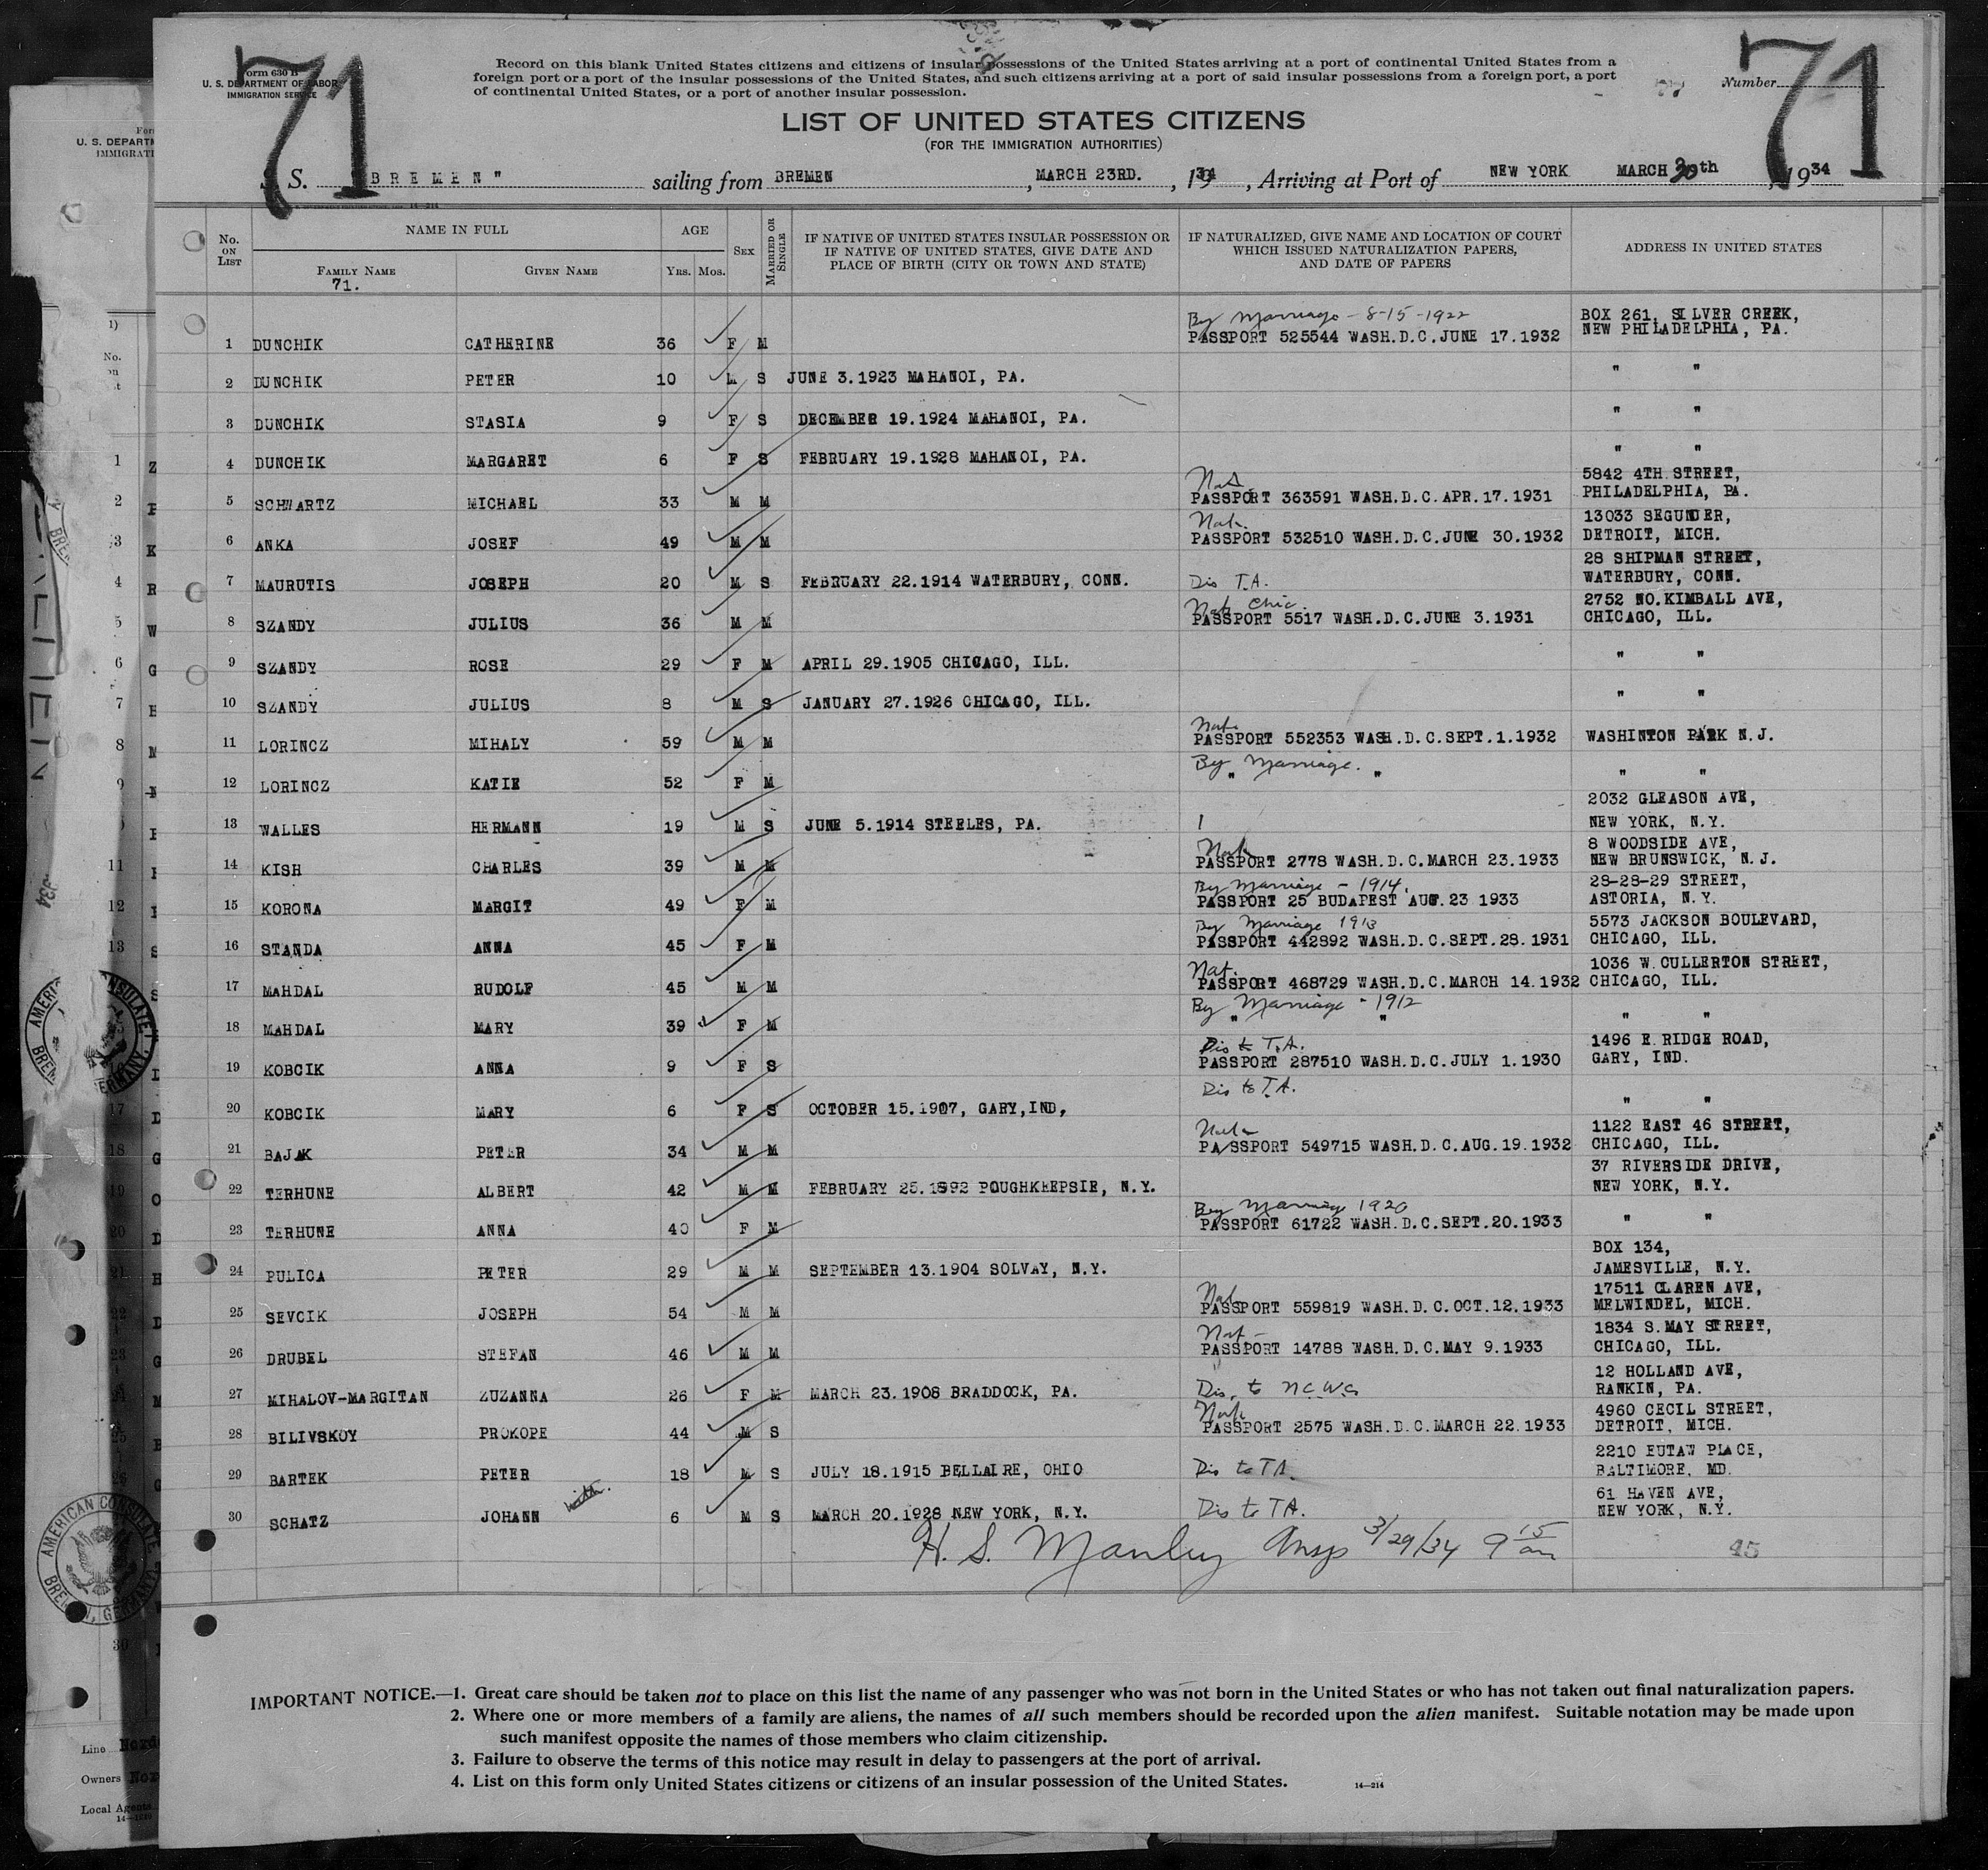 71
71
Form 630 B
U. S. DEPARTMENT OF LABOR
IMMIGRATION SERVICE
Record on this blank United States citizens and citizens of insular possessions of the United States arriving at a port of continental United States from a
foreign port or a port of the insular possessions of the United States, and such citizens arriving at a port of said insular possessions from a foreign port, a port
of continental United States, or a port of another insular possession.
Number
LIST OF UNITED STATES CITIZENS
(FOR THE IMMIGRATION AUTHORITIES)
S. S. "BREMEN" sailing from BREMEN, MARCH 23RD., 1934, Arriving at Port of NEW YORK MARCH 30th, 1934
No. ON LIST NAME IN FULL AGE SEX MARRIED OR SINGLE IF NATIVE OF UNITED STATES INSULAR POSSESSION OR IF NATIVE OF UNITED STATES, GIVE DATE AND PLACE OF BIRTH (CITY OR TOWN AND STATE) IF NATURALIZED, GIVE NAME AND LOCATION OF COURT WHICH ISSUED NATURALIZATION PAPERS, AND DATE OF PAPERS ADDRESS IN UNITED STATES
FAMILY NAME GIVEN NAME YRS. MOS.
71.
By Marriage - 8-15-1922 BOX 261, SILVER CREEK,
1 DUNCHIK CATHERINE 36 F M PASSPORT 525544 WASH.D.C.JUNE 17.1932 NEW PHILADELPHIA, PA.
2 DUNCHIK PETER 10 M S JUNE 3.1923 MAHANOI, PA. " "
3 DUNCHIK STASIA 9 F S DECEMBER 19.1924 MAHANOI, PA. " "
4 DUNCHIK MARGARET 6 F S FEBRUARY 19.1928 MAHANOI, PA. " "
Nat. 5842 4TH STREET,
5 SCHWARTZ MICHAEL 33 M M PASSPORT 363591 WASH.D.C.APR.17.1931 PHILADELPHIA, PA.
Nat. 13033 SEGUNDER,
6 ANKA JOSEF 49 M M PASSPORT 532510 WASH.D.C.JUNE 30.1932 DETROIT, MICH.
28 SHIPMAN STREET,
7 MAURUTIS JOSEPH 20 M S FEBRUARY 22.1914 WATERBURY, CONN. Dis T.A. WATERBURY, CONN.
Nat. Chic. 2752 NO.KIMBALL AVE,
8 SZANDY JULIUS 36 M M PASSPORT 5517 WASH.D.C.JUNE 3.1931 CHICAGO, ILL.
9 SZANDY ROSE 29 F M APRIL 29.1905 CHICAGO, ILL. " "
10 SZANDY JULIUS 8 M S JANUARY 27.1926 CHICAGO, ILL. " "
Nat.
11 LORINCZ MIHALY 59 M M PASSPORT 552353 WASH.D.C.SEPT.1.1932 WASHINTON PARK N.J.
By Marriage.
12 LORINCZ KATIE 52 F M " " " "
2032 GLEASON AVE,
13 WALLES HERMANN 19 M S JUNE 5.1914 STEELES, PA. NEW YORK, N.Y.
Nat. 8 WOODSIDE AVE,
14 KISH CHARLES 39 M M PASSPORT 2778 WASH.D.C.MARCH 23.1933 NEW BRUNSWICK, N.J.
By Marriage - 1914. 28-28-29 STREET,
15 KORONA MARGIT 49 F M PASSPORT 25 BUDAPEST AUG.23 1933 ASTORIA, N.Y.
By Marriage 1913 5573 JACKSON BOULEVARD,
16 STANDA ANNA 45 F M PASSPORT 442892 WASH.D.C.SEPT.28.1931 CHICAGO, ILL.
Nat. 1036 W.CULLERTON STREET,
17 MAHDAL RUDOLF 45 M M PASSPORT 468729 WASH.D.C.MARCH 14.1932 CHICAGO, ILL.
By Marriage - 1912
18 MAHDAL MARY 39 F M " " " "
Dis to T.A. 1496 E.RIDGE ROAD,
19 KOBCIK ANNA 9 F S PASSPORT 287510 WASH.D.C.JULY 1.1930 GARY, IND.
Dis to T.A.
20 KOBCIK MARY 6 F S OCTOBER 15.1907, GARY,IND, " "
Nat. 1122 EAST 46 STREET,
21 BAJAK PETER 34 M M PASSPORT 549715 WASH.D.C.AUG.19.1932 CHICAGO, ILL.
37 RIVERSIDE DRIVE,
22 TERHUNE ALBERT 42 M M FEBRUARY 25.1892 POUGHKEEPSIE, N.Y. NEW YORK, N.Y.
By Marriage 1920
23 TERHUNE ANNA 40 F M PASSPORT 61722 WASH.D.C.SEPT.20.1933 " "
BOX 134,
24 PULICA PETER 29 M M SEPTEMBER 13.1904 SOLVAY, N.Y. JAMESVILLE, N.Y.
Nat. 17511 CLAREN AVE,
25 SEVCIK JOSEPH 54 M M PASSPORT 559819 WASH.D.C.OCT.12.1933 MELWINDEL, MICH.
Nat - 1834 S.MAY STREET,
26 DRUBEL STEFAN 46 M M PASSPORT 14788 WASH.D.C.MAY 9.1933 CHICAGO, ILL.
12 HOLLAND AVE,
27 MIHALOV-MARGITAN ZUZANNA 26 F M MARCH 23.1908 BRADDOCK, PA. Dis. to N.C.W.C. RANKIN, PA.
Nat. 4960 CECIL STREET,
28 BILIVSKOY PROKOPE 44 M S PASSPORT 2575 WASH.D.C.MARCH 22.1933 DETROIT, MICH.
2210 EUTAW PLACE,
29 BARTEK PETER 18 M S JULY 18.1915 BELLAIRE, OHIO Dis to T.A. BALTIMORE, MD.
61 HAVEN AVE,
30 SCHATZ JOHANN 6 M S MARCH 20.1928 NEW YORK, N.Y. Dis to T.A. NEW YORK, N.Y.
H. S. Manley Insp 3/29/34 9 15 am
45
IMPORTANT NOTICE.—1. Great care should be taken not to place on this list the name of any passenger who was not born in the United States or who has not taken out final naturalization papers.
2. Where one or more members of a family are aliens, the names of all such members should be recorded upon the alien manifest. Suitable notation may be made upon
such manifest opposite the names of those members who claim citizenship.
3. Failure to observe the terms of this notice may result in delay to passengers at the port of arrival.
4. List on this form only United States citizens or citizens of an insular possession of the United States.
14—214
AMERICAN CONSULATE
BREMEN, GERMANY
Line
Owners